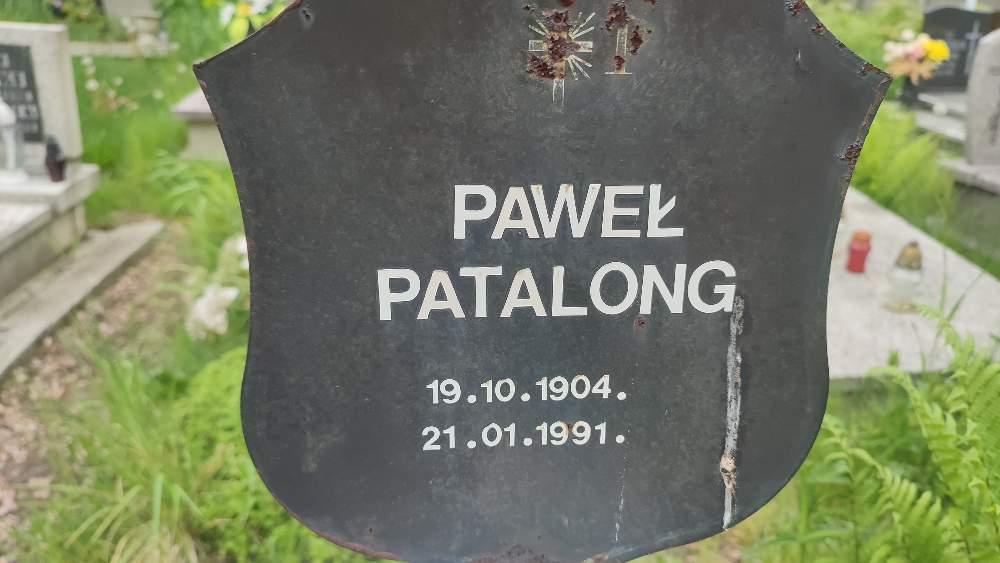 PAWEŁ
PATALONG
19.10.1904.
21.01.1991.